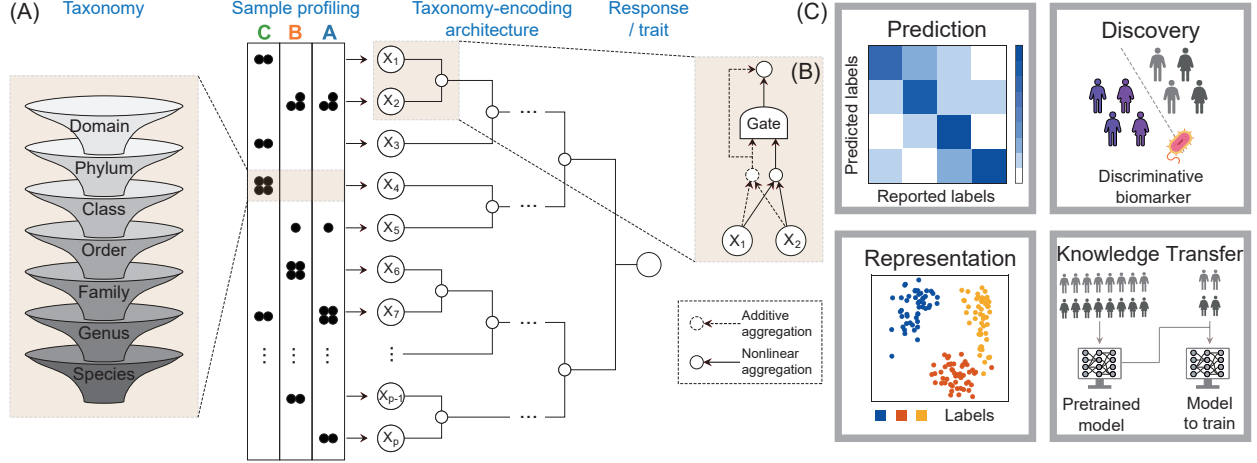 (A)
Taxonomy
Sample profiling
Taxonomy-encoding
architecture
Response
/ trait
C B A
Domain
Phylum
Class
Order
Family
Genus
Species
X1
X2
X3
X4
X5
X6
X7
Xp-1
Xp
(B)
Gate
X1 X2
Additive
aggregation
Nonlinear
aggregation
(C)
Prediction
Predicted labels
Reported labels
Discovery
Discriminative
biomarker
Representation
Labels
Knowledge Transfer
Pretrained
model
Model
to train